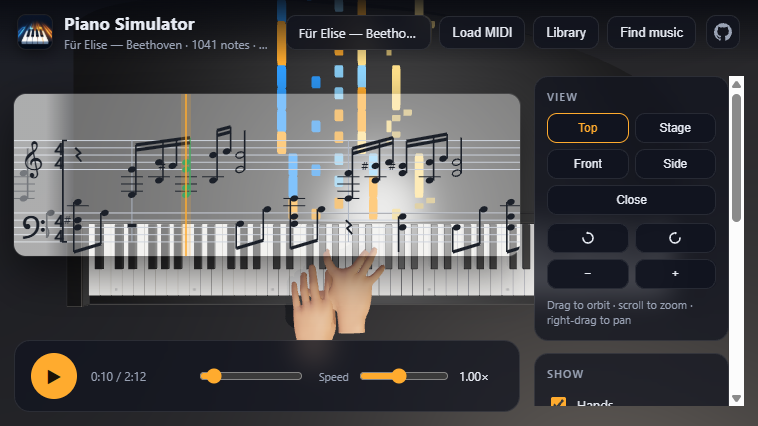 Piano Simulator
Für Elise — Beethoven · 1041 notes · ...
Für Elise — Beetho...
Load MIDI
Library
Find music
VIEW
Top
Stage
Front
Side
Close
−
+
Drag to orbit · scroll to zoom ·
right-drag to pan
SHOW
Hands
0:10 / 2:12
Speed
1.00×